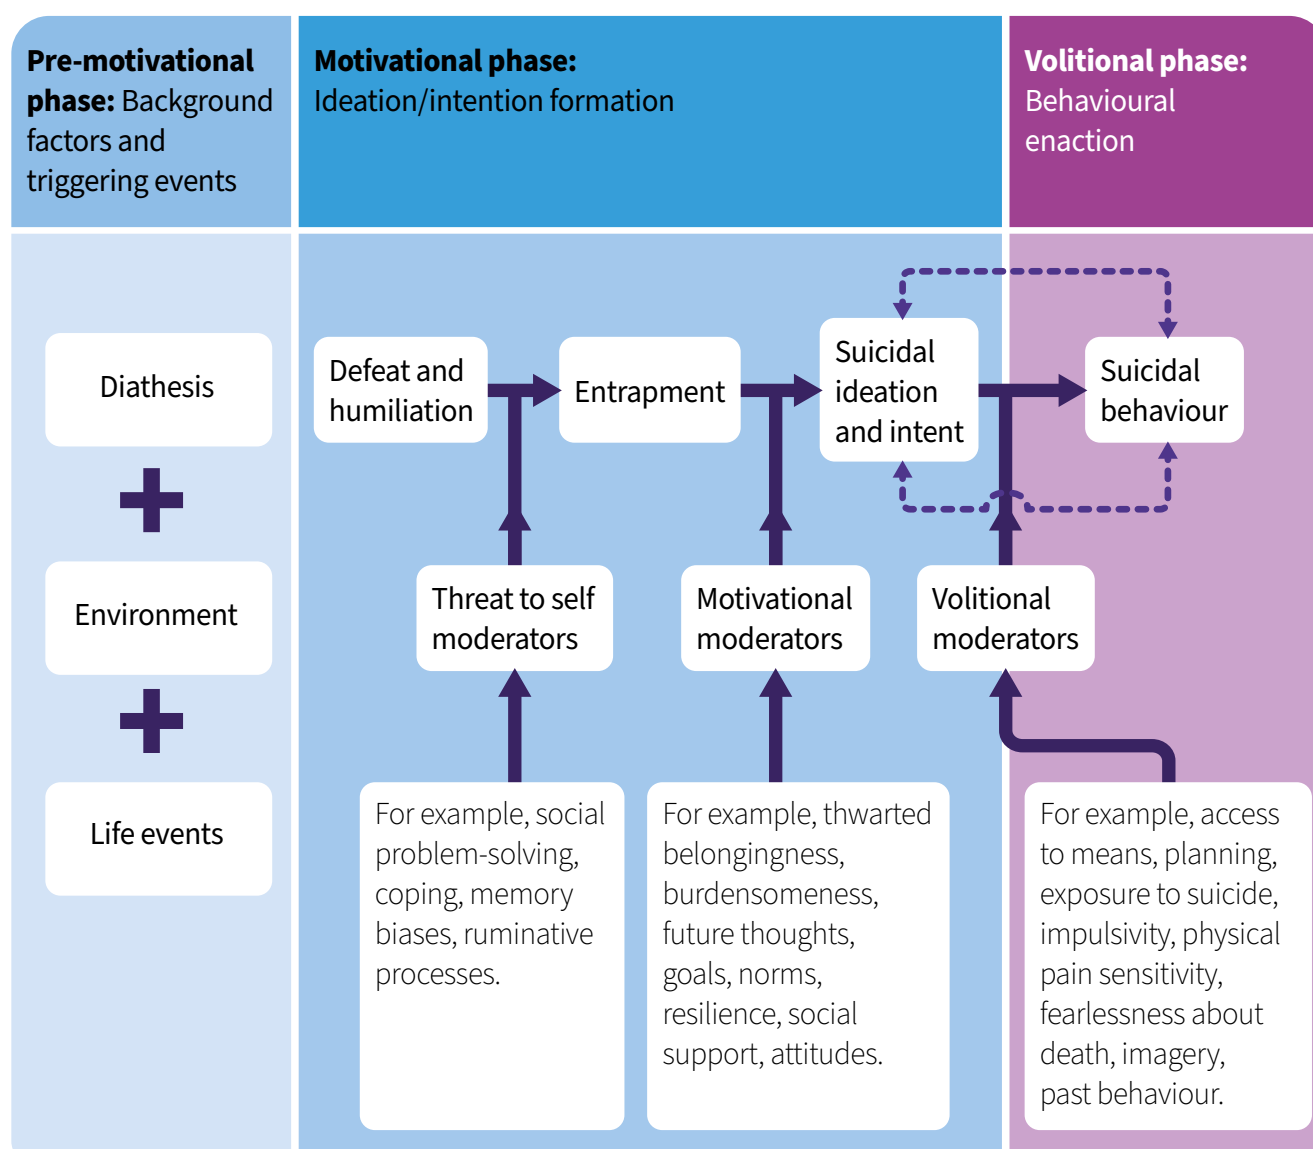 Pre-motivational
phase: Background
factors and
triggering events
Motivational phase:
Ideation/intention formation
Volitional phase:
Behavioural
enaction
Diathesis
Environment
Life events
Defeat and
humiliation
Entrapment
Suicidal
ideation
and intent
Suicidal
behaviour
Threat to self
moderators
Motivational
moderators
Volitional
moderators
For example, social
problem-solving,
coping, memory
biases, ruminative
processes.
For example, thwarted
belongingness,
burdensomeness,
future thoughts,
goals, norms,
resilience, social
support, attitudes.
For example, access
to means, planning,
exposure to suicide,
impulsivity, physical
pain sensitivity,
fearlessness about
death, imagery,
past behaviour.